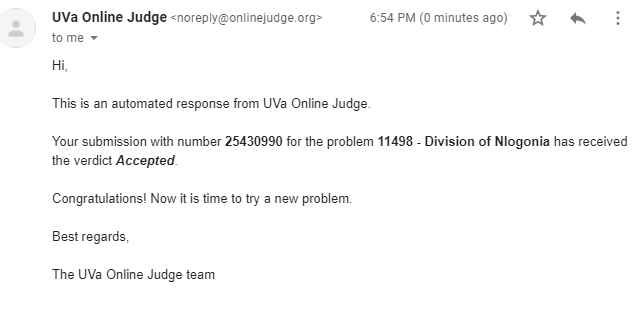 UVa Online Judge <noreply@onlinejudge.org> 6:54 PM (0 minutes ago)
to me
Hi,
This is an automated response from UVa Online Judge.
Your submission with number 25430990 for the problem 11498 - Division of Nlogonia has received
the verdict Accepted.
Congratulations! Now it is time to try a new problem.
Best regards,
The UVa Online Judge team